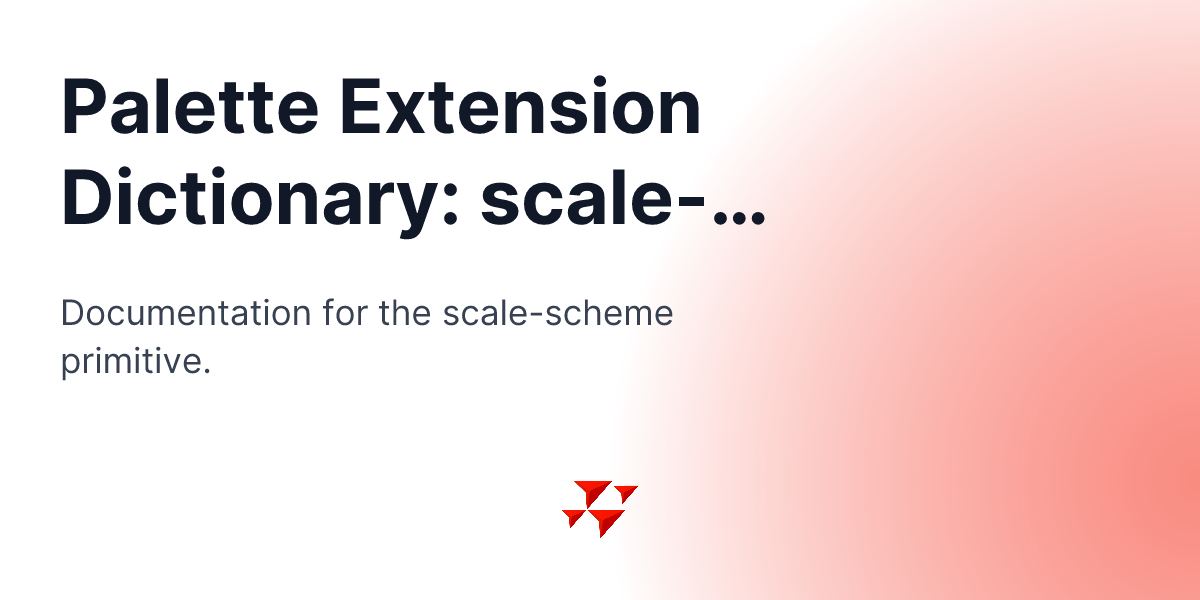 Palette Extension
Dictionary: scale-...
Documentation for the scale-scheme
primitive.